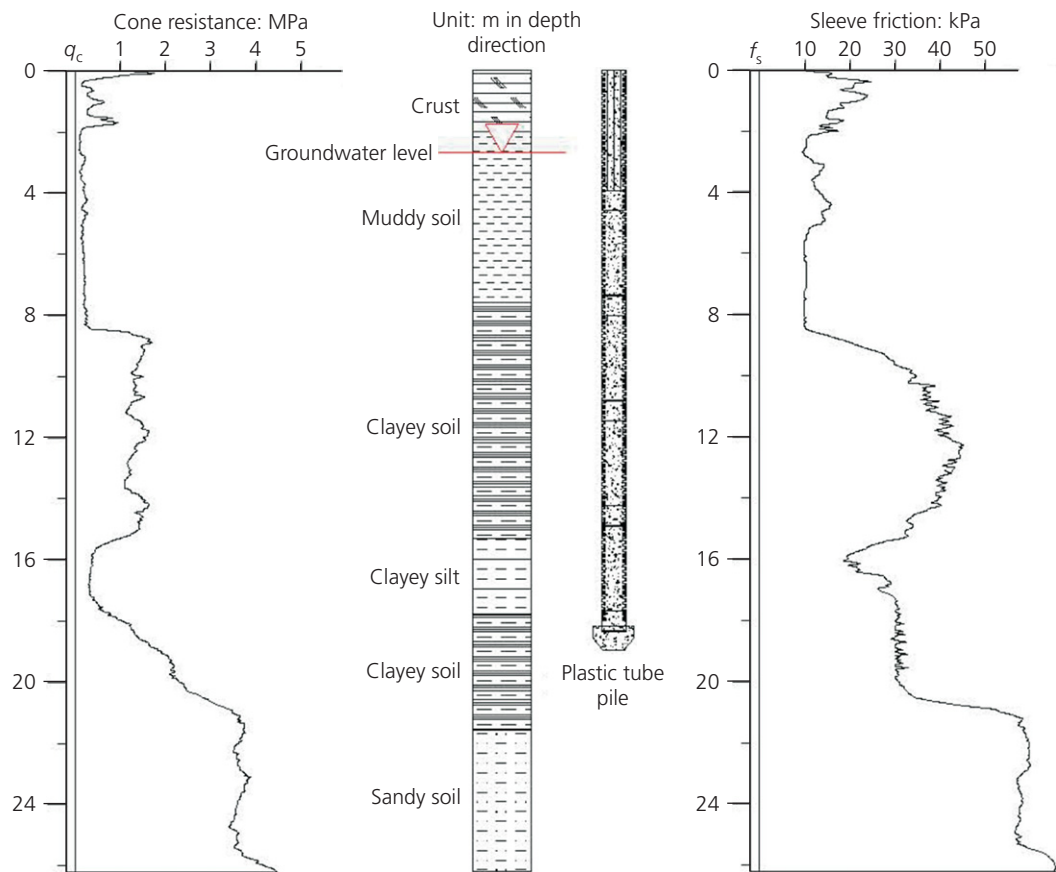 Cone resistance: MPa
qc 1 2 3 4 5
0
4
8
12
16
20
24
Unit: m in depth
direction
Crust
Groundwater level
Muddy soil
Clayey soil
Clayey silt
Clayey soil
Sandy soil
Plastic tube
pile
Sleeve friction: kPa
fs 10 20 30 40 50
0
4
8
12
16
20
24